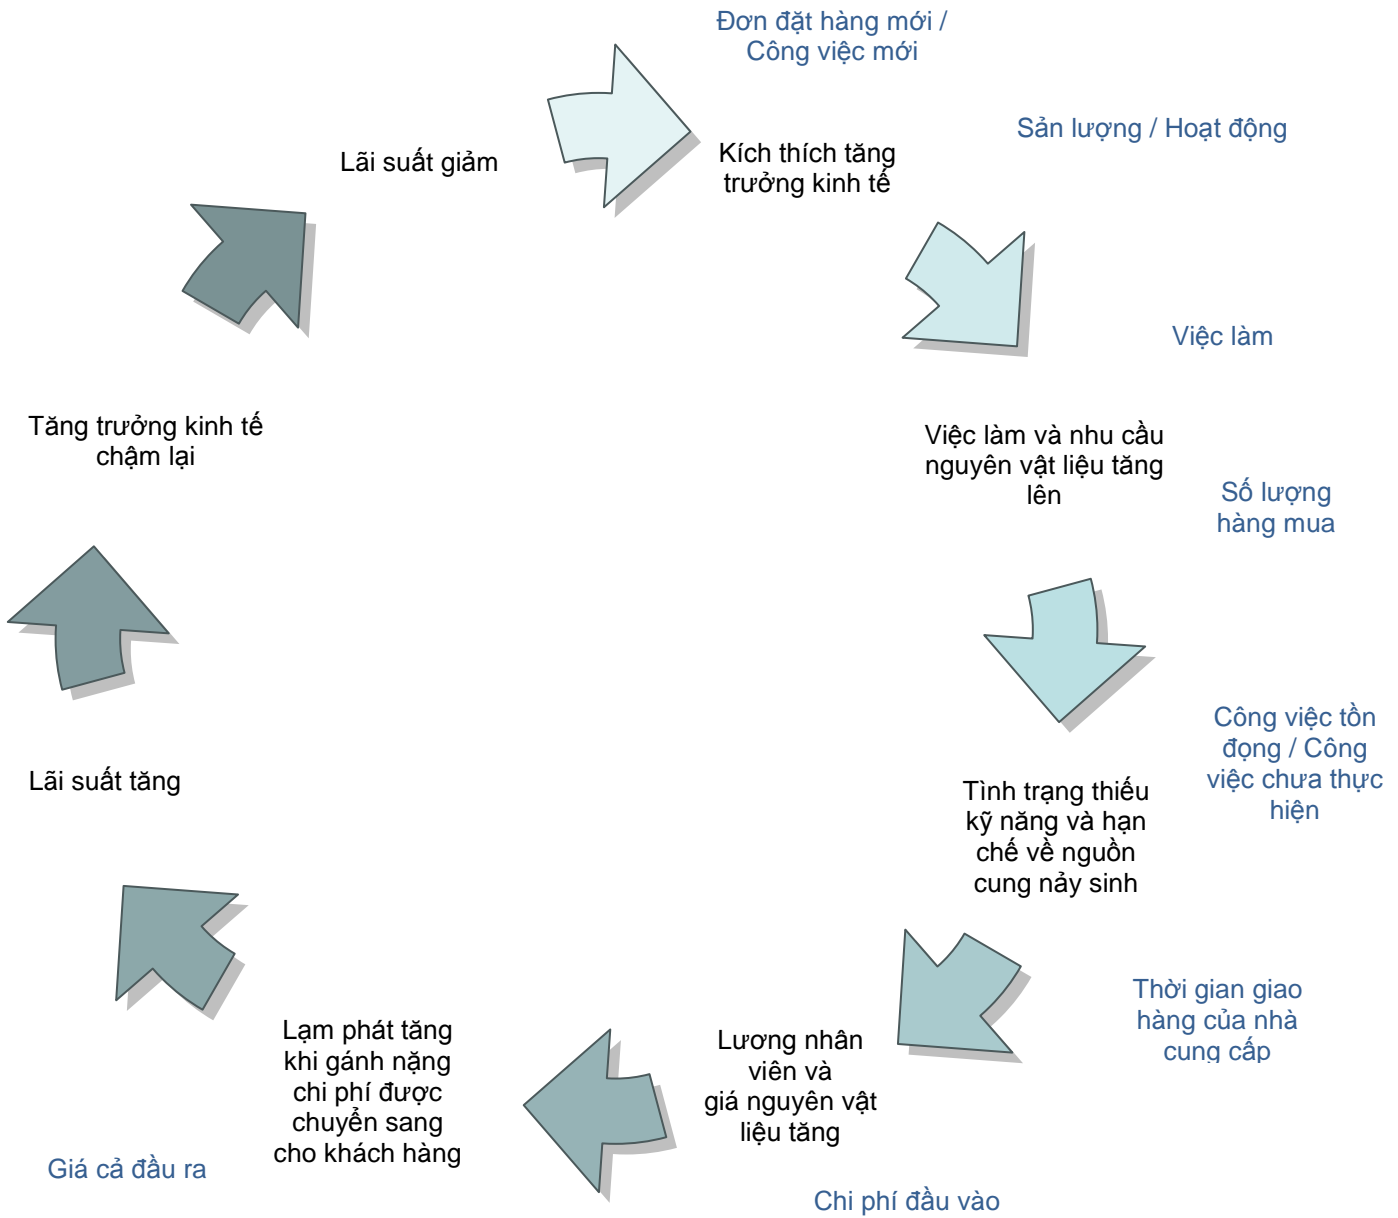 Đơn đặt hàng mới /
Công việc mới
Sản lượng / Hoạt động
Lãi suất giảm
Kích thích tăng
trưởng kinh tế
Việc làm
Tăng trưởng kinh tế
chậm lại
Việc làm và nhu cầu
nguyên vật liệu tăng
lên
Số lượng
hàng mua
Công việc tồn
đọng / Công
việc chưa thực
hiện
Lãi suất tăng
Tình trạng thiếu
kỹ năng và hạn
chế về nguồn
cung nảy sinh
Thời gian giao
hàng của nhà
cung cấp
Lương nhân
viên và
giá nguyên vật
liệu tăng
Lạm phát tăng
khi gánh nặng
chi phí được
chuyển sang
cho khách hàng
Giá cả đầu ra
Chi phí đầu vào